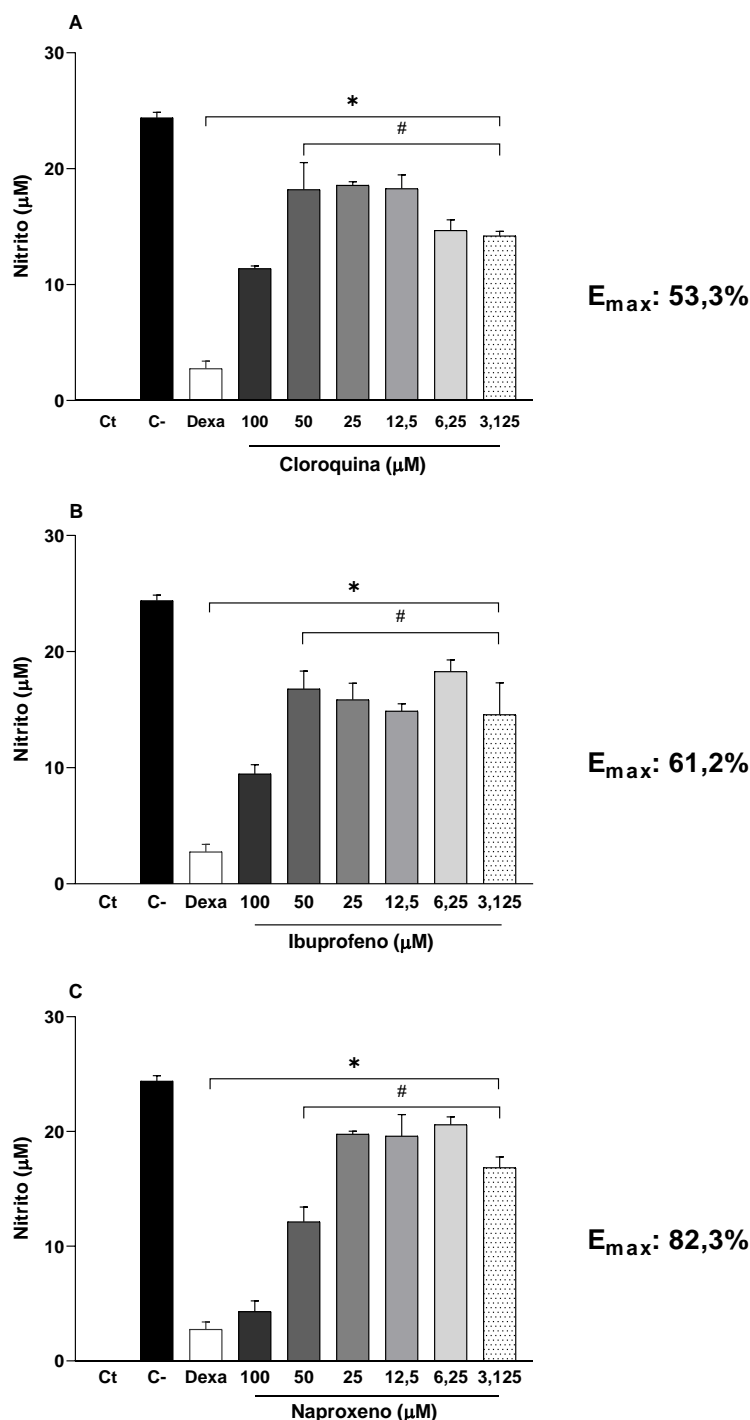 A
30
20
10
0
Nitrito (µM)
*
#
Ct C- Dexa 100 50 25 12,5 6,25 3,125
Cloroquina (µM)
Emax: 53,3%
B
30
20
10
0
Nitrito (µM)
*
#
Ct C- Dexa 100 50 25 12,5 6,25 3,125
Ibuprofeno (µM)
Emax: 61,2%
C
30
20
10
0
Nitrito (µM)
*
#
Ct C- Dexa 100 50 25 12,5 6,25 3,125
Naproxeno (µM)
Emax: 82,3%